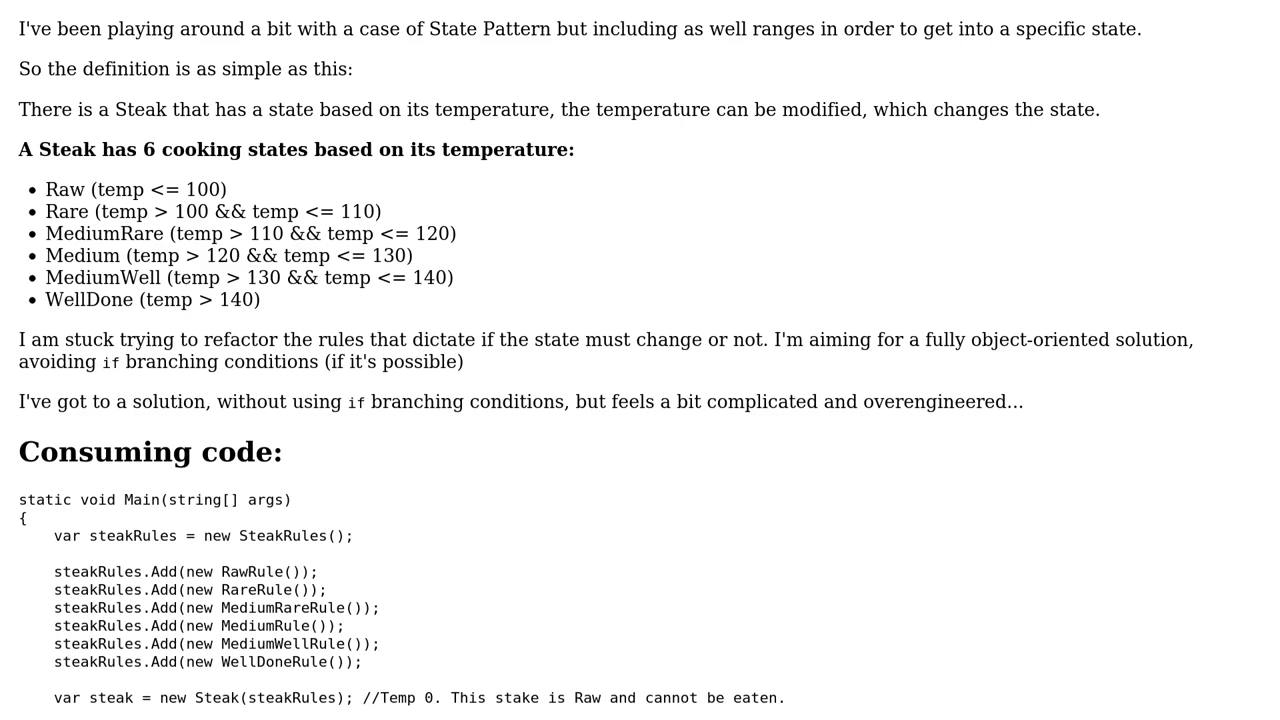 I've been playing around a bit with a case of State Pattern but including as well ranges in order to get into a specific state.
So the definition is as simple as this:
There is a Steak that has a state based on its temperature, the temperature can be modified, which changes the state.
A Steak has 6 cooking states based on its temperature:
• Raw (temp <= 100)
• Rare (temp > 100 && temp <= 110)
• MediumRare (temp > 110 && temp <= 120)
• Medium (temp > 120 && temp <= 130)
• MediumWell (temp > 130 && temp <= 140)
• WellDone (temp > 140)
I am stuck trying to refactor the rules that dictate if the state must change or not. I'm aiming for a fully object-oriented solution,
avoiding if branching conditions (if it's possible)
I've got to a solution, without using if branching conditions, but feels a bit complicated and overengineered...
Consuming code:
static void Main(string[] args)
{
    var steakRules = new SteakRules();
    steakRules.Add(new RawRule());
    steakRules.Add(new RareRule());
    steakRules.Add(new MediumRareRule());
    steakRules.Add(new MediumRule());
    steakRules.Add(new MediumWellRule());
    steakRules.Add(new WellDoneRule());
    var steak = new Steak(steakRules); //Temp 0. This stake is Raw and cannot be eaten.